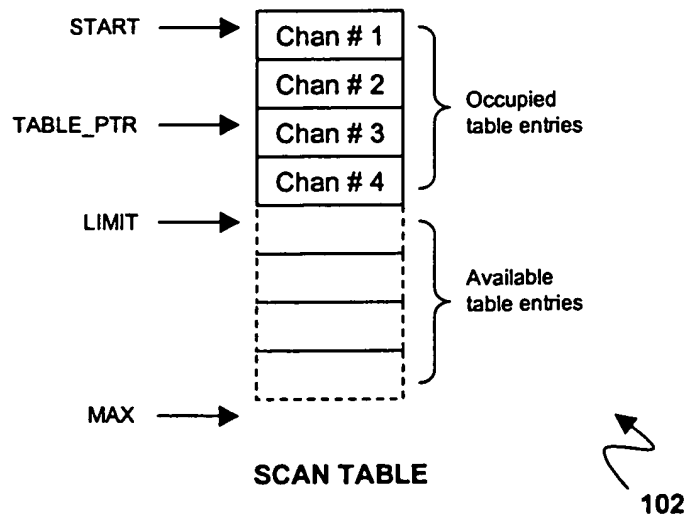 START
Chan # 1
Chan # 2
Occupied
table entries
TABLE_PTR
Chan # 3
Chan # 4
LIMIT
Available
table entries
MAX
SCAN TABLE
102